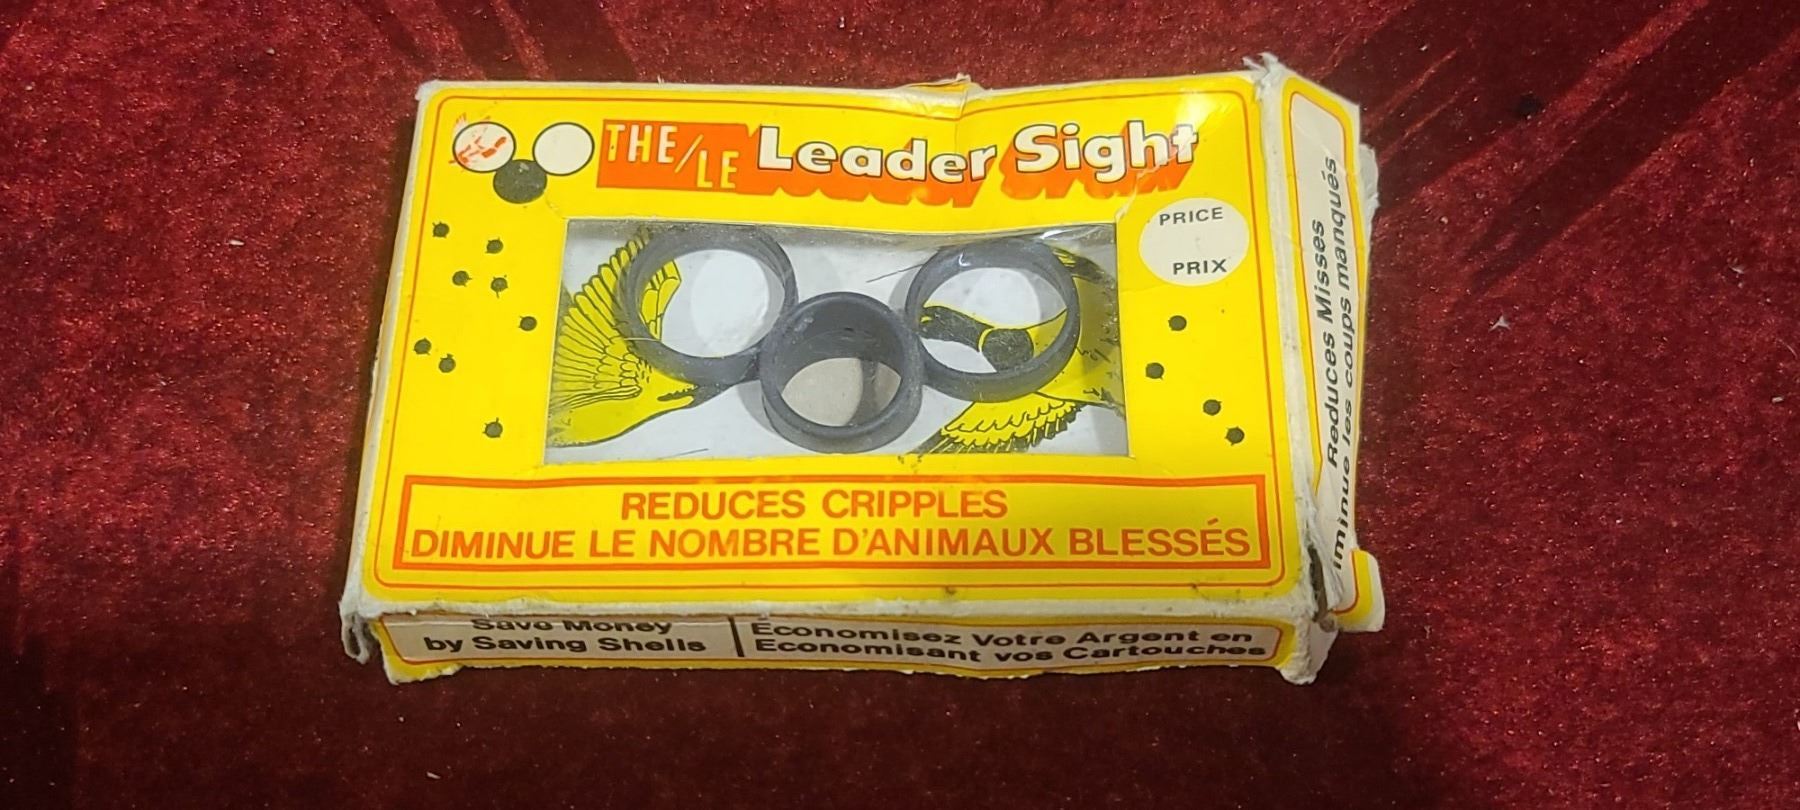 THE/LE Leader Sight
PRICE
PRIX
REDUCES CRIPPLES
DIMINUE LE NOMBRE D'ANIMAUX BLESSÉS
Save Money
by Saving Shells
Économisez Votre Argent en
Economisant vos Cartouches
Reduces Misses
iminue les coups manqués